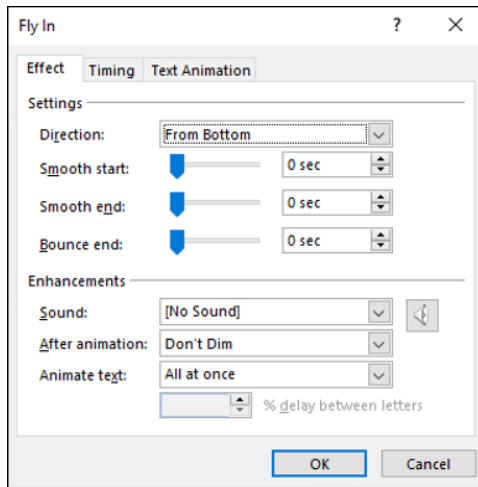 Fly In ?
Effect Timing Text Animation
Settings
Direction: From Bottom
Smooth start: 0 sec
Smooth end: 0 sec
Bounce end: 0 sec
Enhancements
Sound: [No Sound]
After animation: Don't Dim
Animate text: All at once
% delay between letters
OK Cancel